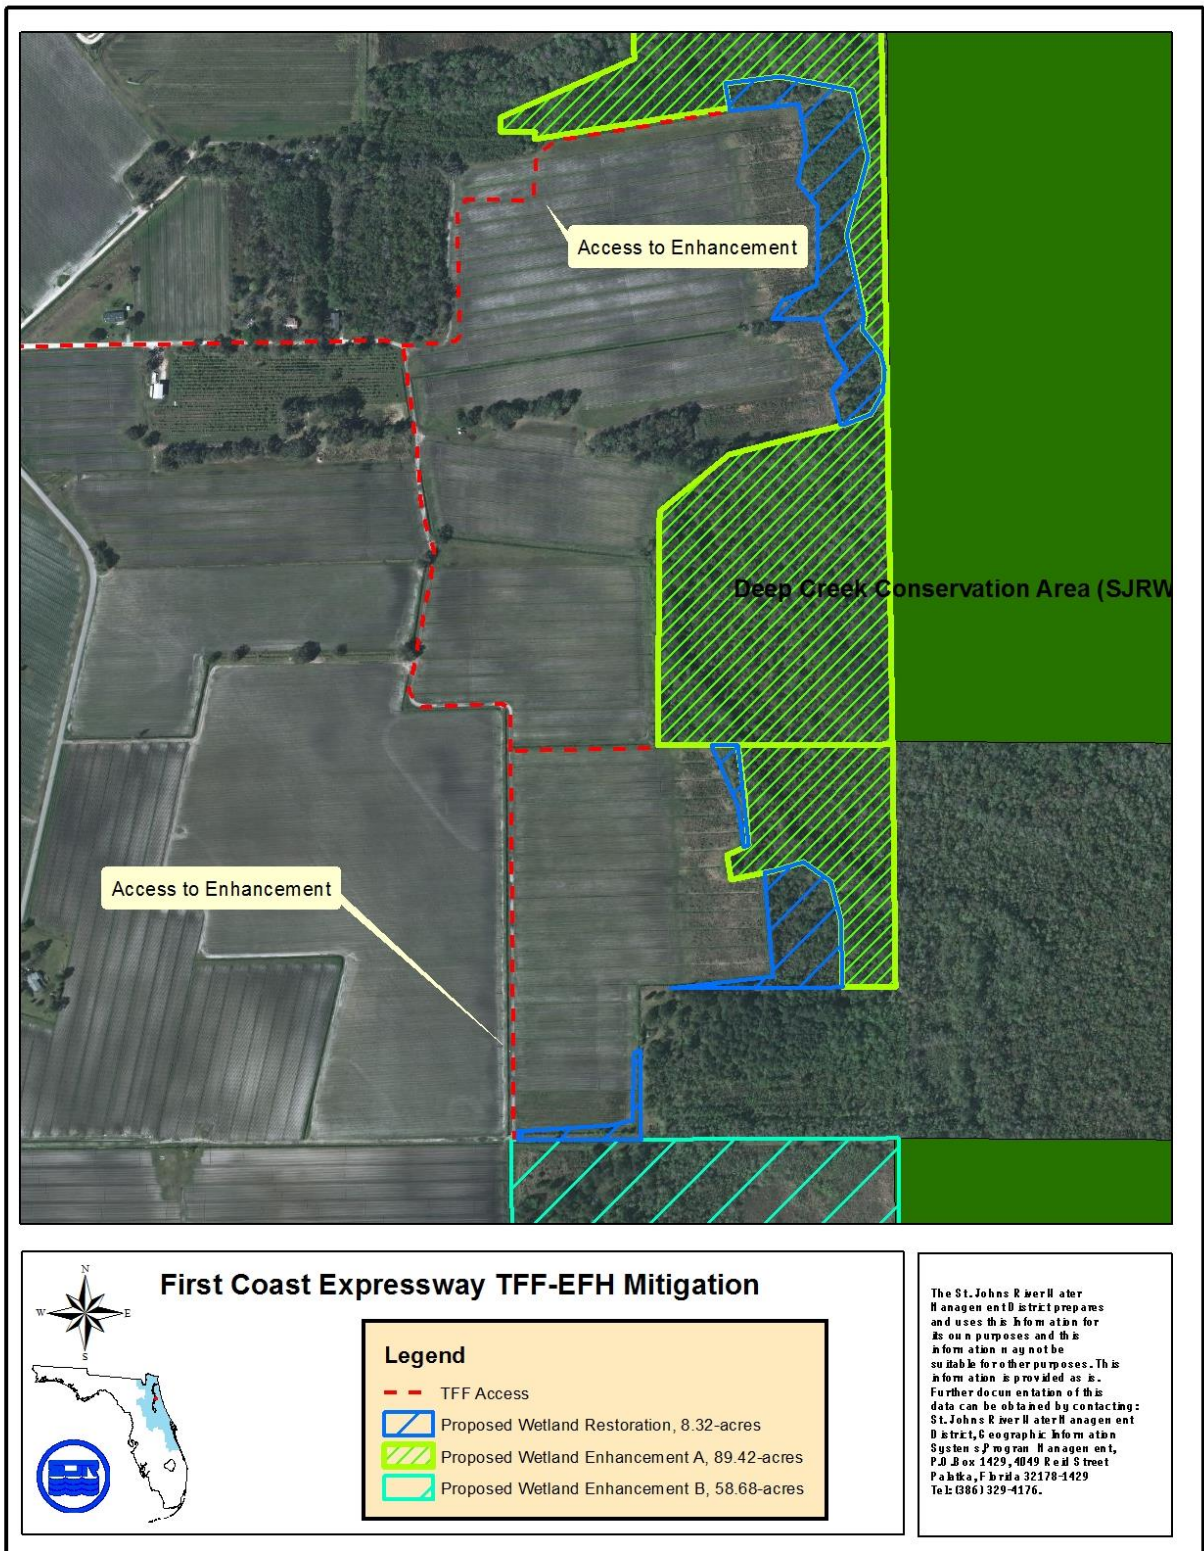 Access to Enhancement
Deep Creek Conservation Area (SJRW
Access to Enhancement
First Coast Expressway TFF-EFH Mitigation
N
W
E
S
Legend
TFF Access
Proposed Wetland Restoration, 8.32-acres
Proposed Wetland Enhancement A, 89.42-acres
Proposed Wetland Enhancement B, 58.68-acres
The St. Johns River Water
Management District prepares
and uses this information for
its own purposes and this
information may not be
suitable for other purposes. This
information is provided as is.
Further documentation of this
data can be obtained by contacting:
St. Johns River Water Management
District, Geographic Information
Systems, Program Management,
P.O. Box 1429, 4049 Reid Street
Palatka, Florida 32178-1429
Tel: (386) 329-4176.